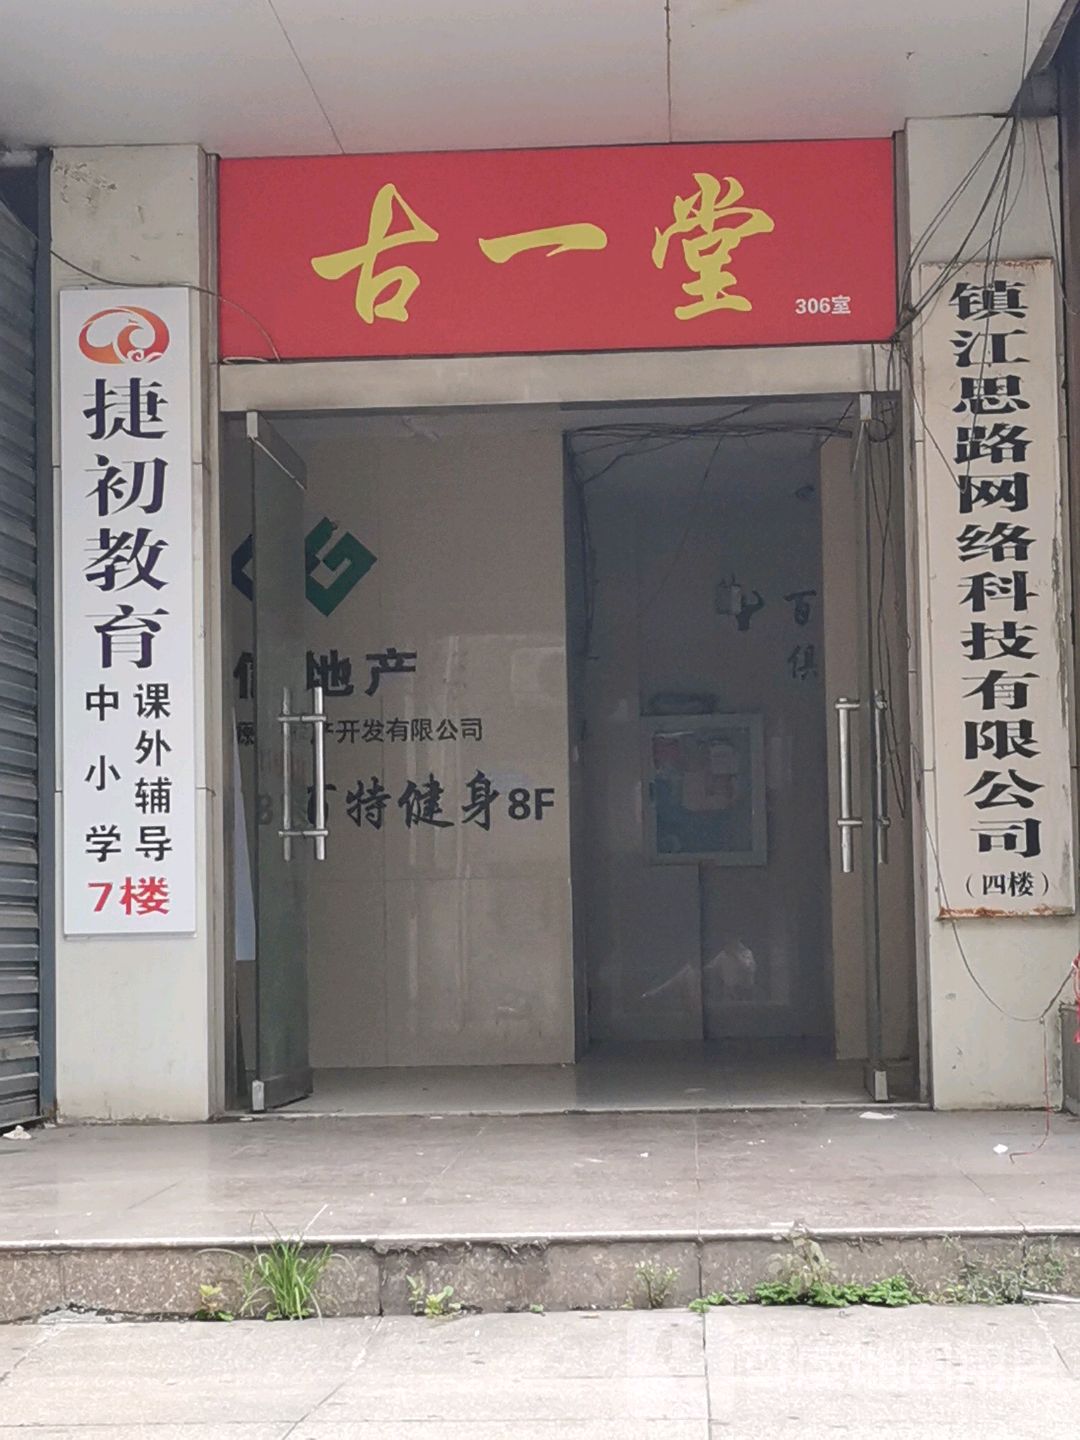 古一堂
306室
捷初教育
中小学
课外辅导
7楼
镇江思路网络科技有限公司
（四楼）
地产
开发有限公司
特健身8F
百
俱